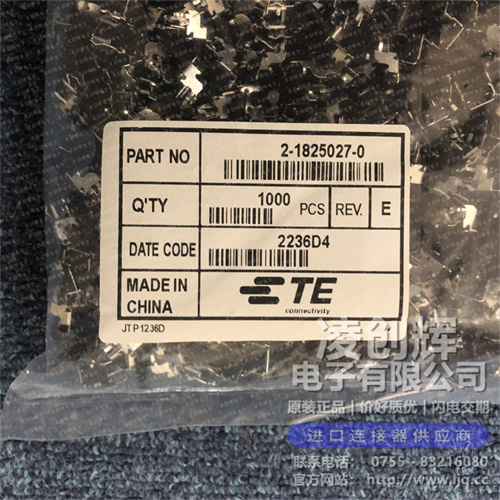 PART NO 2-1825027-0
Q'TY 1000 PCS REV. E
DATE CODE 2236D4
MADE IN CHINA TE connectivity
JTP1236D
凌创辉
电子有限公司
原装正品|价好质优|闪电交期
进口连接器供应商
联系电话: 0755-83216080
官方网站: http://www.ljq.cc